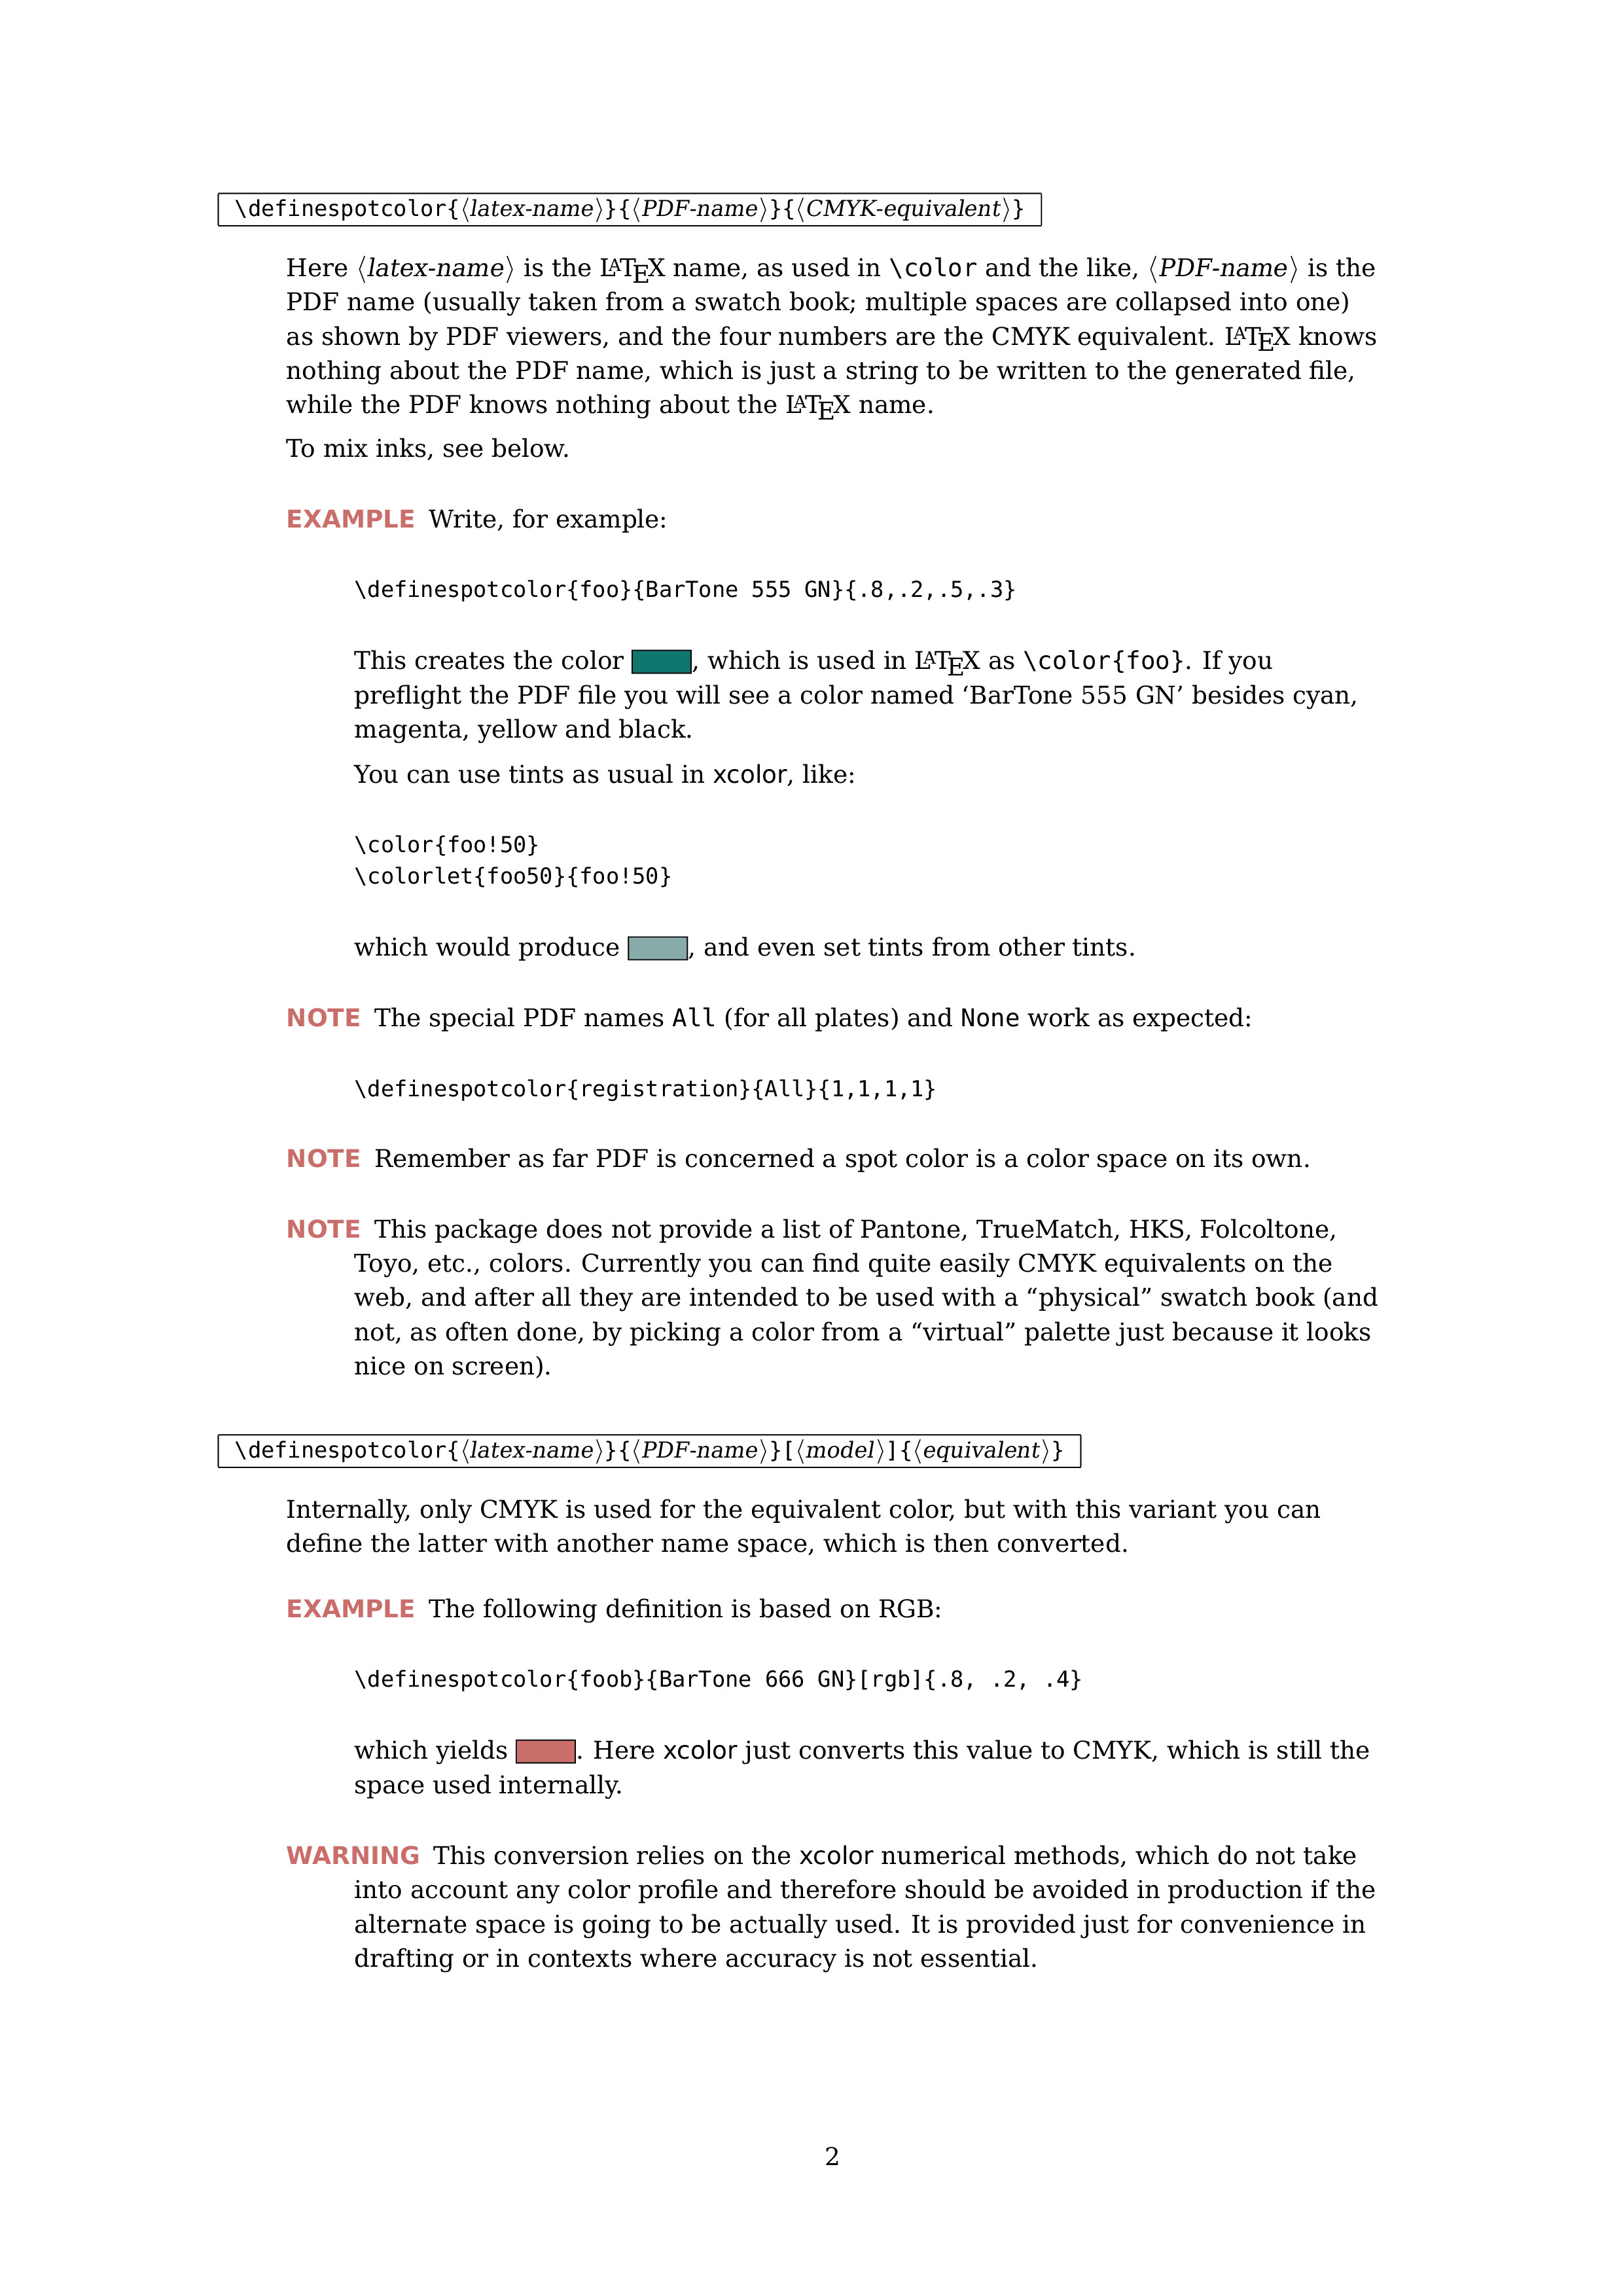 \definespotcolor{⟨latex-name⟩}{⟨PDF-name⟩}{⟨CMYK-equivalent⟩}
Here ⟨latex-name⟩ is the LATEX name, as used in \color and the like, ⟨PDF-name⟩ is the
PDF name (usually taken from a swatch book; multiple spaces are collapsed into one)
as shown by PDF viewers, and the four numbers are the CMYK equivalent. LATEX knows
nothing about the PDF name, which is just a string to be written to the generated file,
while the PDF knows nothing about the LATEX name.
To mix inks, see below.
EXAMPLE Write, for example:
\definespotcolor{foo}{BarTone 555 GN}{.8,.2,.5,.3}
This creates the color , which is used in LATEX as \color{foo}. If you
preflight the PDF file you will see a color named ‘BarTone 555 GN’ besides cyan,
magenta, yellow and black.
You can use tints as usual in xcolor, like:
\color{foo!50}
\colorlet{foo50}{foo!50}
which would produce , and even set tints from other tints.
NOTE The special PDF names All (for all plates) and None work as expected:
\definespotcolor{registration}{All}{1,1,1,1}
NOTE Remember as far PDF is concerned a spot color is a color space on its own.
NOTE This package does not provide a list of Pantone, TrueMatch, HKS, Folcoltone,
Toyo, etc., colors. Currently you can find quite easily CMYK equivalents on the
web, and after all they are intended to be used with a “physical” swatch book (and
not, as often done, by picking a color from a “virtual” palette just because it looks
nice on screen).
\definespotcolor{⟨latex-name⟩}{⟨PDF-name⟩}[⟨model⟩]{⟨equivalent⟩}
Internally, only CMYK is used for the equivalent color, but with this variant you can
define the latter with another name space, which is then converted.
EXAMPLE The following definition is based on RGB:
\definespotcolor{foob}{BarTone 666 GN}[rgb]{.8, .2, .4}
which yields . Here xcolor just converts this value to CMYK, which is still the
space used internally.
WARNING This conversion relies on the xcolor numerical methods, which do not take
into account any color profile and therefore should be avoided in production if the
alternate space is going to be actually used. It is provided just for convenience in
drafting or in contexts where accuracy is not essential.
2